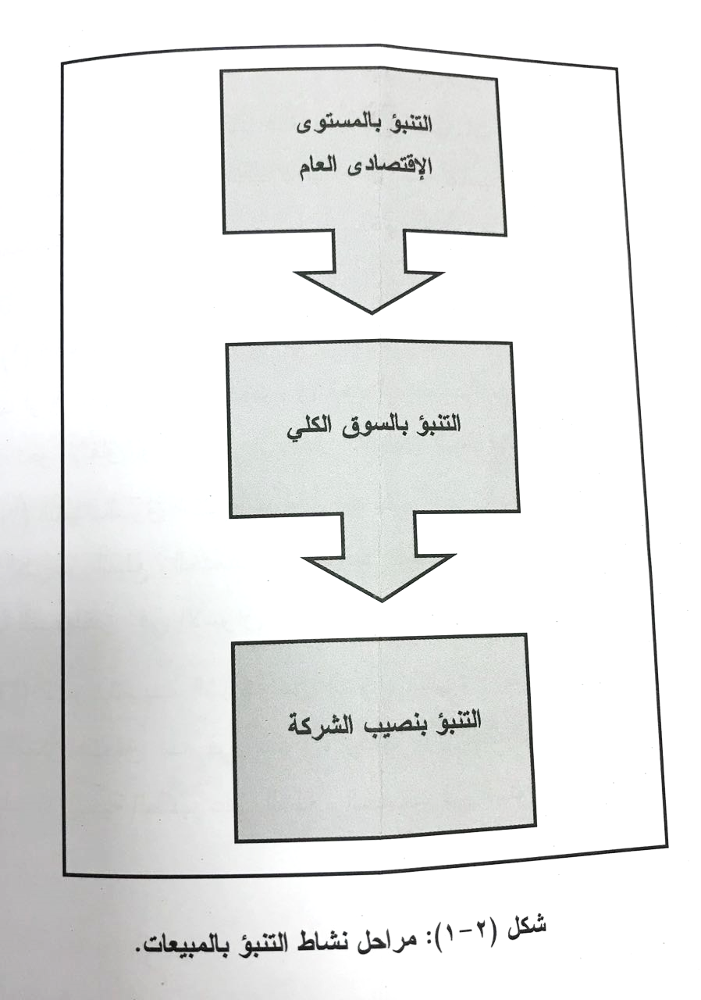 التنبؤ بالمستوى
الإقتصادى العام
التنبؤ بالسوق الكلي
التنبؤ بنصيب الشركة
شكل (٢-١): مراحل نشاط التنبؤ بالمبيعات.